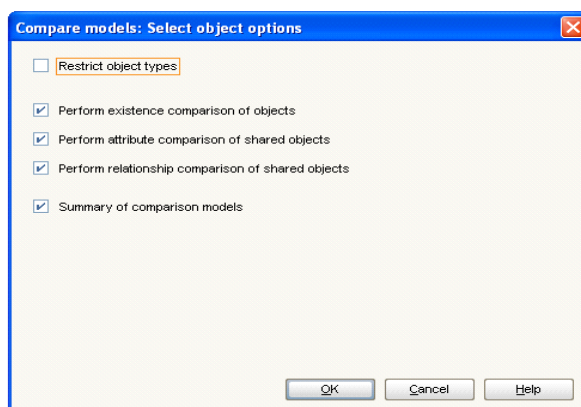 Compare models: Select object options
Restrict object types
Perform existence comparison of objects
Perform attribute comparison of shared objects
Perform relationship comparison of shared objects
Summary of comparison models
OK Cancel Help